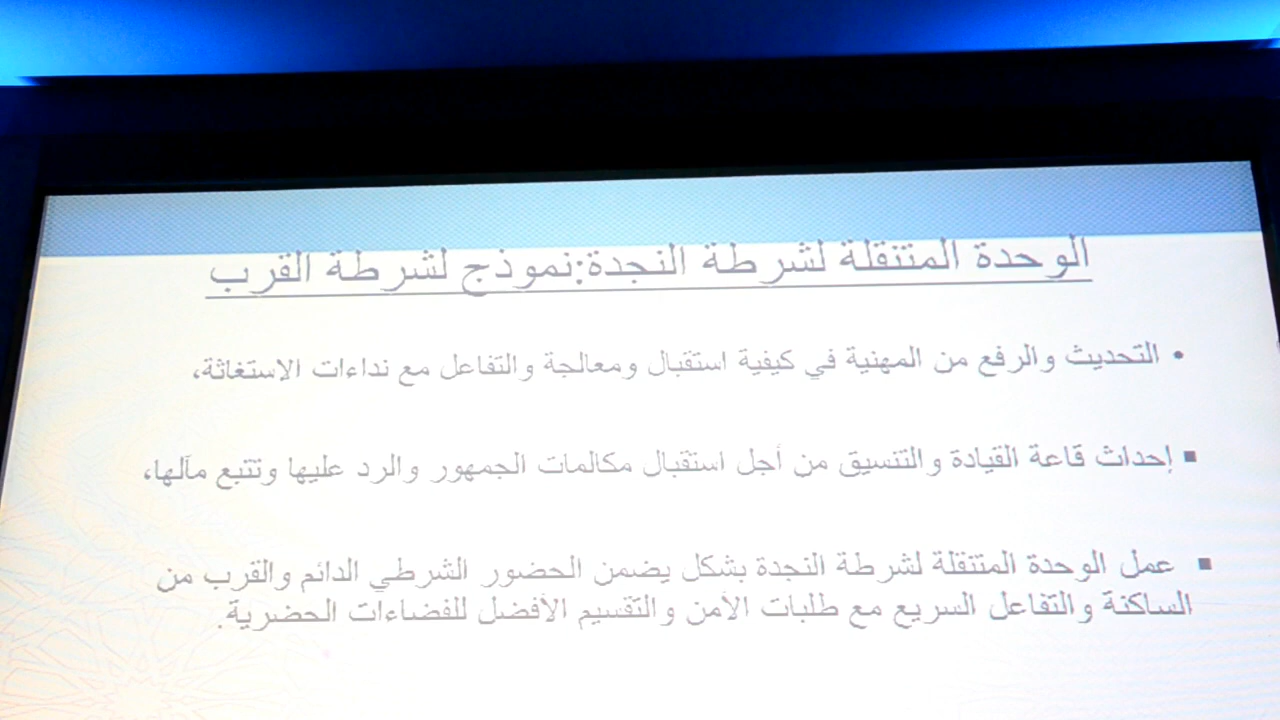 الوحدة المتنقلة لشرطة النجدة:نموذج لشرطة القرب
• التحديث والرفع من المهنية في كيفية استقبال ومعالجة والتفاعل مع نداءات الاستغاثة،
▪ إحداث قاعة القيادة والتنسيق من أجل استقبال مكالمات الجمهور والرد عليها وتتبع مآلها،
▪ عمل الوحدة المتنقلة لشرطة النجدة بشكل يضمن الحضور الشرطي الدائم والقرب من
الساكنة والتفاعل السريع مع طلبات الأمن والتقسيم الأفضل للفضاءات الحضرية.